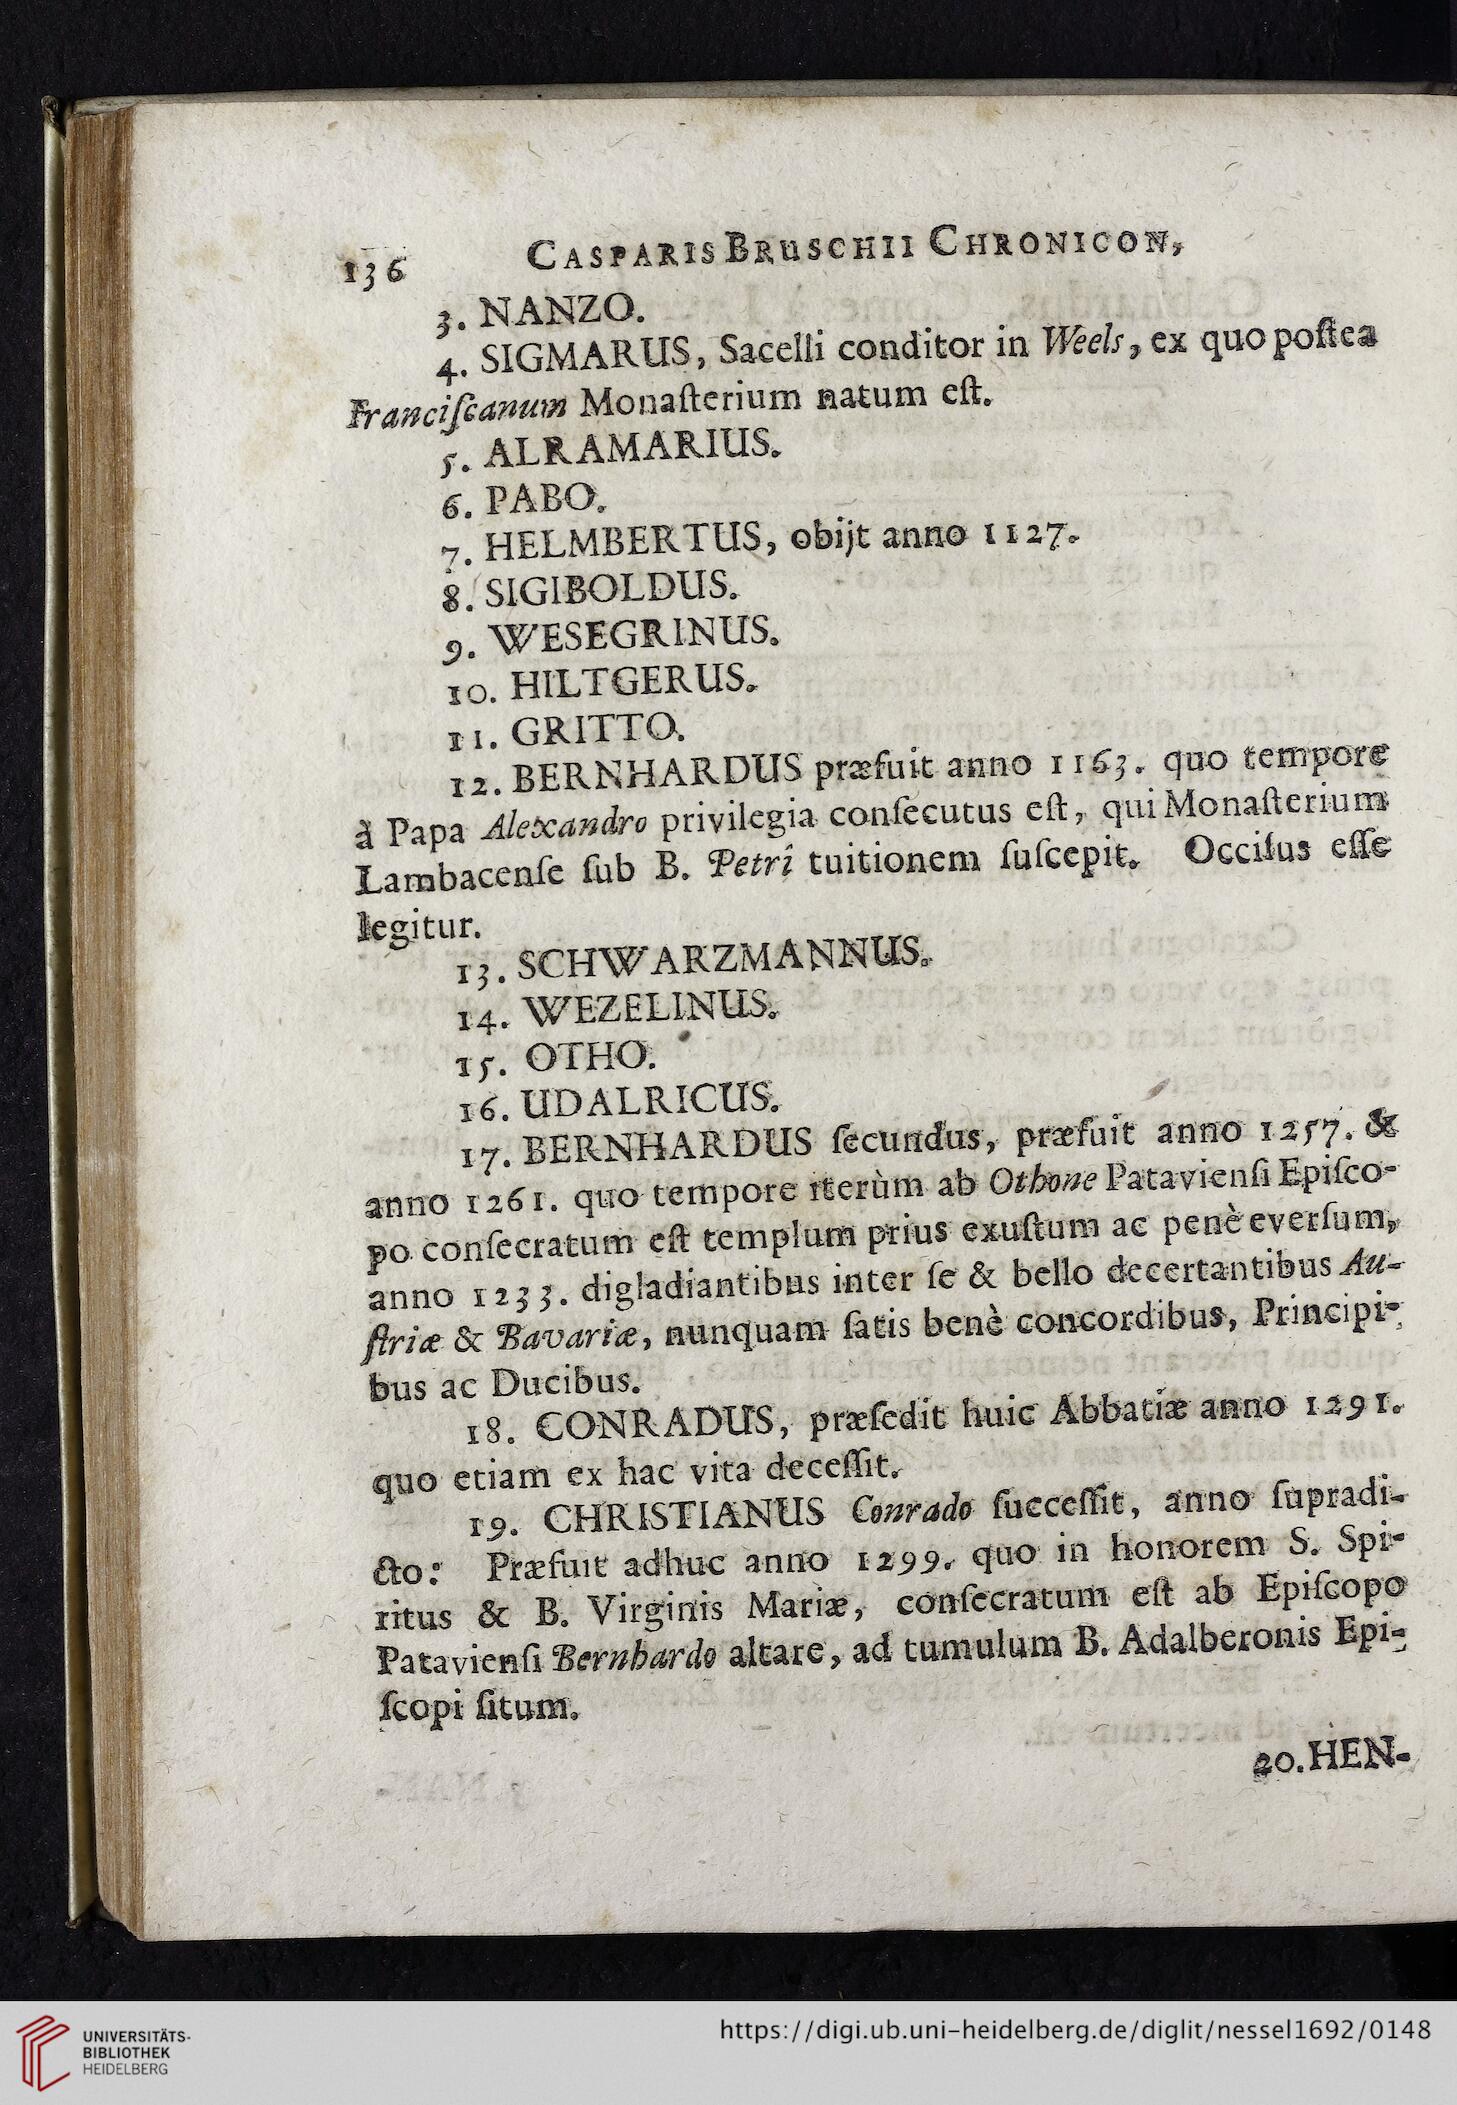 136 CASPARIS BRUSCHII CHRONICON,
3. NANZO.
4. SIGMARUS, Sacelli conditor in Weels, ex quo poſtea
Franciſcanum Monaſterium natum eſt.
5. ALRAMARIUS.
6. PABO.
7. HELMBERTUS, obijt anno 1127.
8. SIGIBOLDUS.
9. WESEGRINUS.
10. HILTGERUS.
11. GRITTO.
12. BERNHARDUS præfuit anno 1163. quo tempore
à Papa Alexandro privilegia conſecutus eſt, qui Monaſterium
Lambacenſe ſub B. Petri tuitionem ſuſcepit. Occiſus eſſe
legitur.
13. SCHWARZMANNUS.
14. WEZELINUS.
15. OTHO.
16. UDALRICUS.
17. BERNHARDUS ſecundus, præfuit anno 1257. &
anno 1261. quo tempore iterùm ab Othone Patavienſi Epiſco-
po conſecratum eſt templum prius exuſtum ac penè everſum,
anno 1233. digladiantibus inter ſe & bello decertantibus Au-
ſtriæ & Bavariæ, nunquam ſatis benè concordibus, Principi-
bus ac Ducibus.
18. CONRADUS, præſedit huic Abbatiæ anno 1291.
quo etiam ex hac vita deceſſit.
19. CHRISTIANUS Conrado ſucceſſit, anno ſupradi-
cto: Præfuit adhuc anno 1299. quo in honorem S. Spi-
ritus & B. Virginis Mariæ, conſecratum eſt ab Epiſcopo
Patavienſi Bernhardo altare, ad tumulum B. Adalberonis Epi-
ſcopi ſitum.
20. HEN-
UNIVERSITÄTS-
BIBLIOTHEK
HEIDELBERG
https://digi.ub.uni-heidelberg.de/diglit/nessel1692/0148